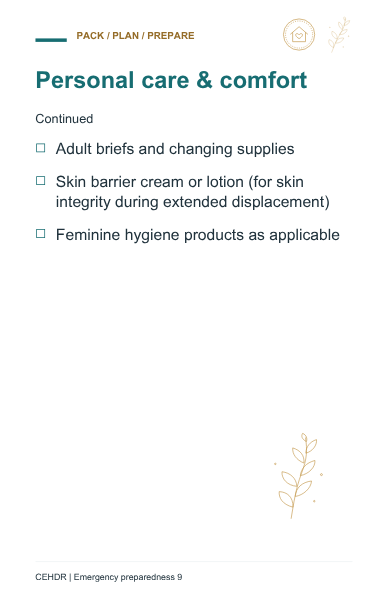 PACK / PLAN / PREPARE
Personal care & comfort
Continued
☐ Adult briefs and changing supplies
☐ Skin barrier cream or lotion (for skin
integrity during extended displacement)
☐ Feminine hygiene products as applicable
CEHDR | Emergency preparedness 9